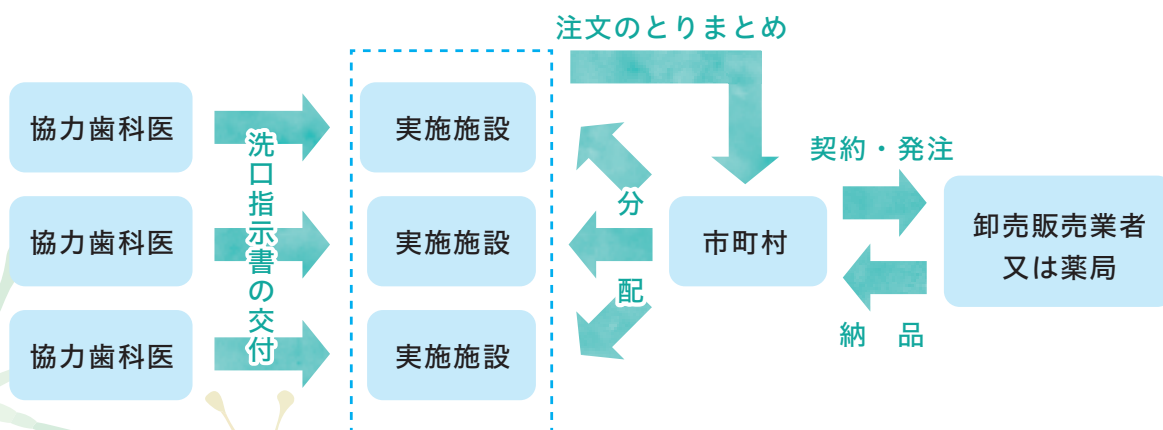 注文のとりまとめ
協力歯科医
実施施設
洗口指示書の交付
契約・発注
分
配
協力歯科医
実施施設
市町村
卸売販売業者
又は薬局
納　品
協力歯科医
実施施設